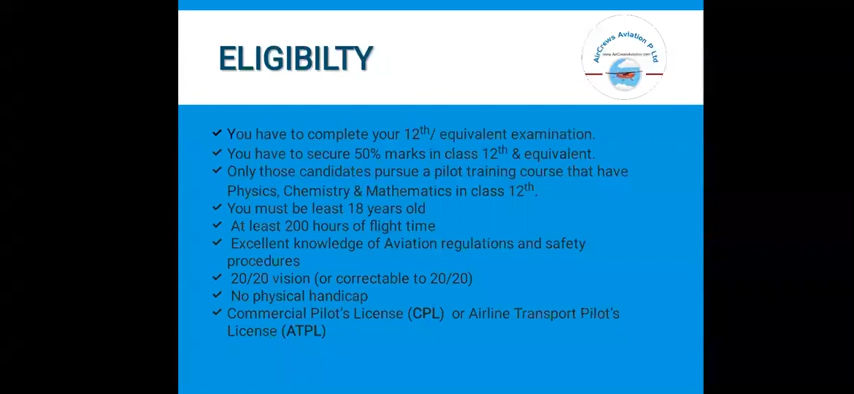 ELIGIBILTY
AirCrews Aviation P Ltd
www.AirCrewsAviation.com
✓ You have to complete your 12th/ equivalent examination.
✓ You have to secure 50% marks in class 12th & equivalent.
✓ Only those candidates pursue a pilot training course that have
Physics, Chemistry & Mathematics in class 12th.
✓ You must be least 18 years old
✓ At least 200 hours of flight time
✓ Excellent knowledge of Aviation regulations and safety
procedures
✓ 20/20 vision (or correctable to 20/20)
✓ No physical handicap
✓ Commercial Pilot's License (CPL) or Airline Transport Pilot's
License (ATPL)